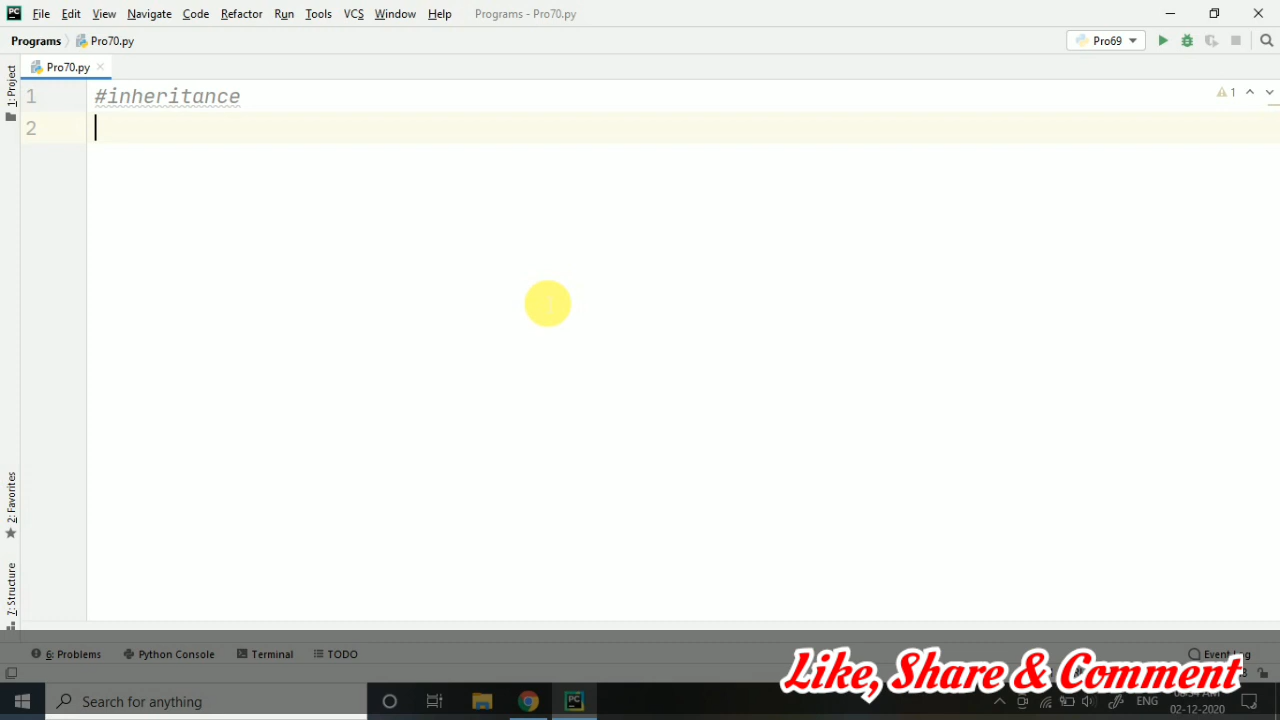 File Edit View Navigate Code Refactor Run Tools VCS Window Help Programs - Pro70.py
Programs Pro70.py Pro69
Pro70.py
1 #inheritance 1
2
1: Project
2: Favorites
7: Structure
6: Problems Python Console Terminal TODO Event Log
Like, Share & Comment
Search for anything ENG
02-12-2020